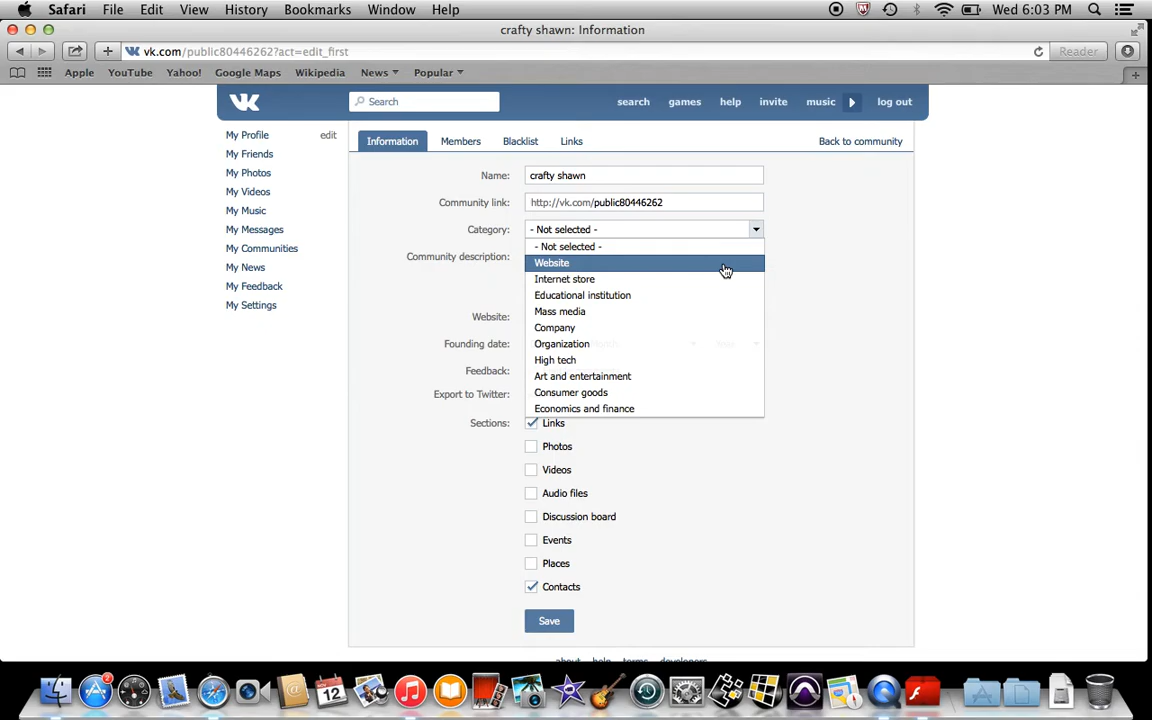 Safari File Edit View History Bookmarks Window Help Wed 6:03 PM
crafty shawn: Information
vk.com/public80446262?act=edit_first Reader
Apple YouTube Yahoo! Google Maps Wikipedia News Popular
Search search games help invite music log out
My Profile edit
My Friends
My Photos
My Videos
My Music
My Messages
My Communities
My News
My Feedback
My Settings
Information Members Blacklist Links Back to community
Name: crafty shawn
Community link: http://vk.com/public80446262
Category: - Not selected -
- Not selected -
Website
Internet store
Educational institution
Mass media
Company
Organization
High tech
Art and entertainment
Consumer goods
Economics and finance
Community description:
Website:
Founding date:
Feedback:
Export to Twitter:
Sections: Links
Photos
Videos
Audio files
Discussion board
Events
Places
Contacts
Save
about help terms developers
2
12